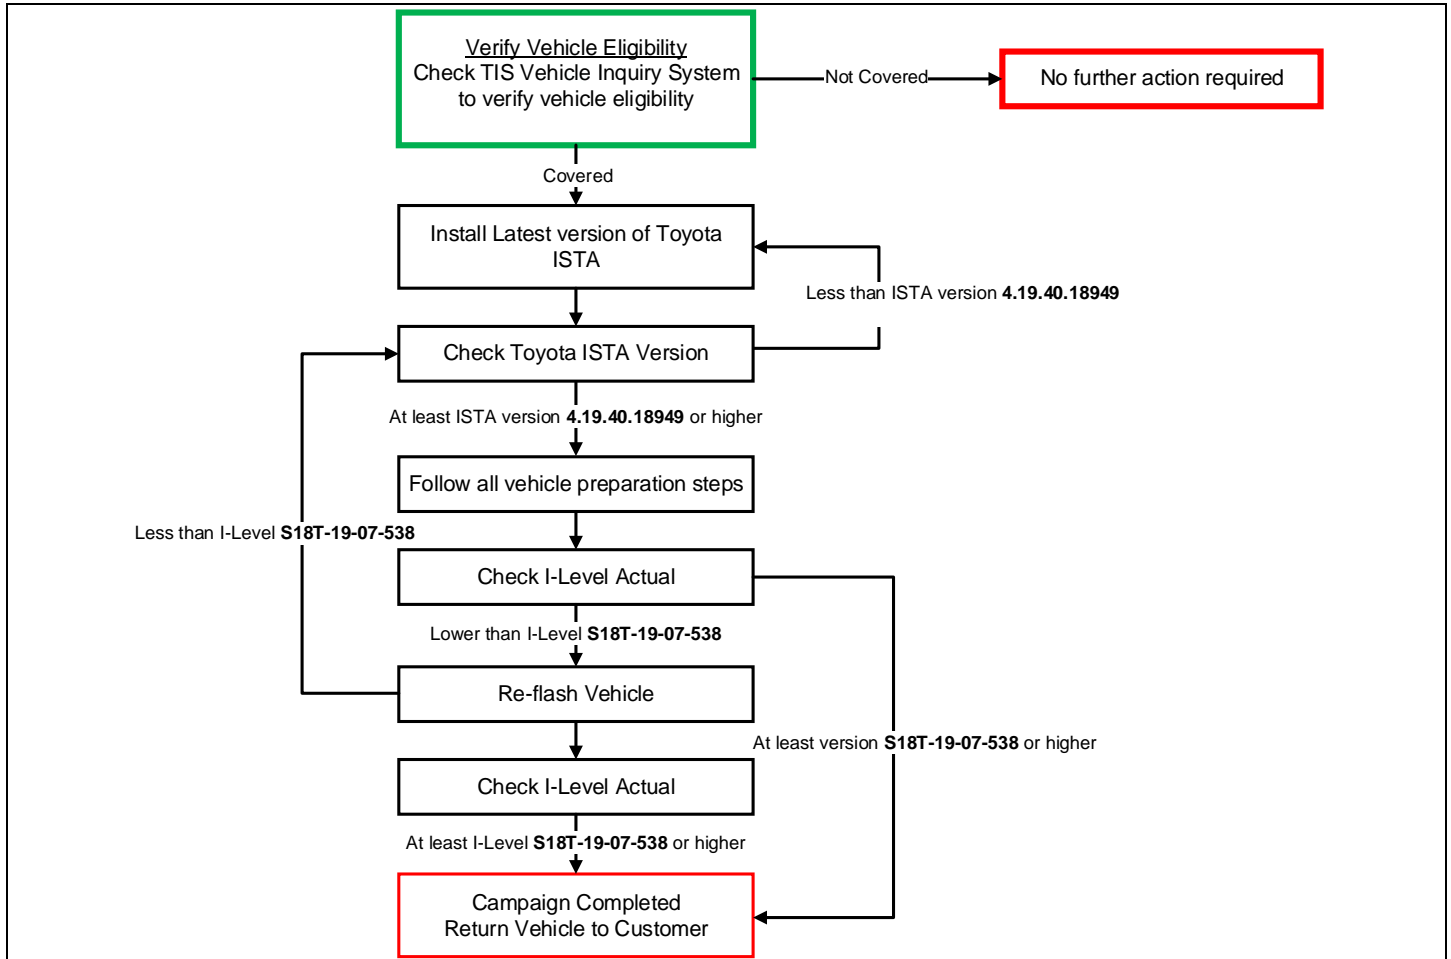 Verify Vehicle Eligibility
Check TIS Vehicle Inquiry System
to verify vehicle eligibility
Not Covered
No further action required
Covered
Install Latest version of Toyota
ISTA
Less than ISTA version 4.19.40.18949
Check Toyota ISTA Version
At least ISTA version 4.19.40.18949 or higher
Follow all vehicle preparation steps
Less than I-Level S18T-19-07-538
Check I-Level Actual
Lower than I-Level S18T-19-07-538
Re-flash Vehicle
At least version S18T-19-07-538 or higher
Check I-Level Actual
At least I-Level S18T-19-07-538 or higher
Campaign Completed
Return Vehicle to Customer